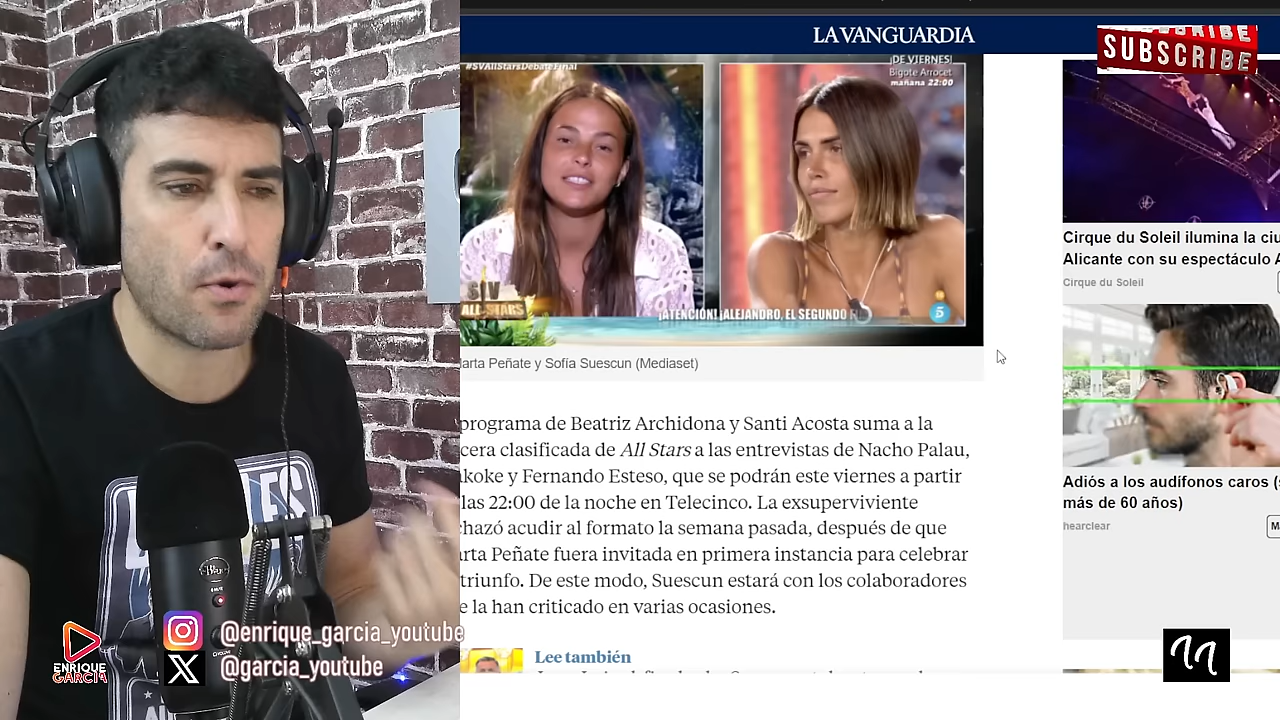 LA VANGUARDIA
SUBSCRIBE
#SVAllStarsDebateFinal
¡DE VIERNES!
Bigote Arrocet
mañana 22:00
ALL STARS
¡ATENCIÓN! ¡ALEJANDRO, EL SEGUNDO
5
arta Peñate y Sofía Suescun (Mediaset)
programa de Beatriz Archidona y Santi Acosta suma a la
cera clasificada de All Stars a las entrevistas de Nacho Palau,
akoke y Fernando Esteso, que se podrán este viernes a partir
las 22:00 de la noche en Telecinco. La exsuperviviente
chazó acudir al formato la semana pasada, después de que
arta Peñate fuera invitada en primera instancia para celebrar
triunfo. De este modo, Suescun estará con los colaboradores
e la han criticado en varias ocasiones.
Lee también
Cirque du Soleil ilumina la ciu
Alicante con su espectáculo A
Cirque du Soleil
Adiós a los audífonos caros (s
más de 60 años)
hearclear
Blue
ENRIQUE
GARCIA
@enrique_garcia_youtube
@garcia_youtube